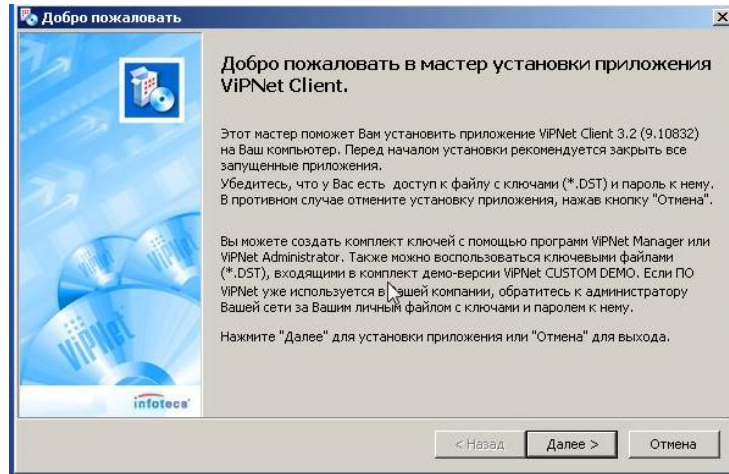 Добро пожаловать
Добро пожаловать в мастер установки приложения
ViPNet Client.
Этот мастер поможет Вам установить приложение ViPNet Client 3.2 (9.10832)
на Ваш компьютер. Перед началом установки рекомендуется закрыть все
запущенные приложения.
Убедитесь, что у Вас есть доступ к файлу с ключами (*.DST) и пароль к нему.
В противном случае отмените установку приложения, нажав кнопку "Отмена".
Вы можете создать комплект ключей с помощью программ ViPNet Manager или
ViPNet Administrator. Также можно воспользоваться ключевыми файлами
(*.DST), входящими в комплект демо-версии ViPNet CUSTOM DEMO. Если ПО
ViPNet уже используется в Вашей компании, обратитесь к администратору
Вашей сети за Вашим личным файлом с ключами и паролем к нему.
Нажмите "Далее" для установки приложения или "Отмена" для выхода.
ViPNet
infotecs
< Назад
Далее >
Отмена